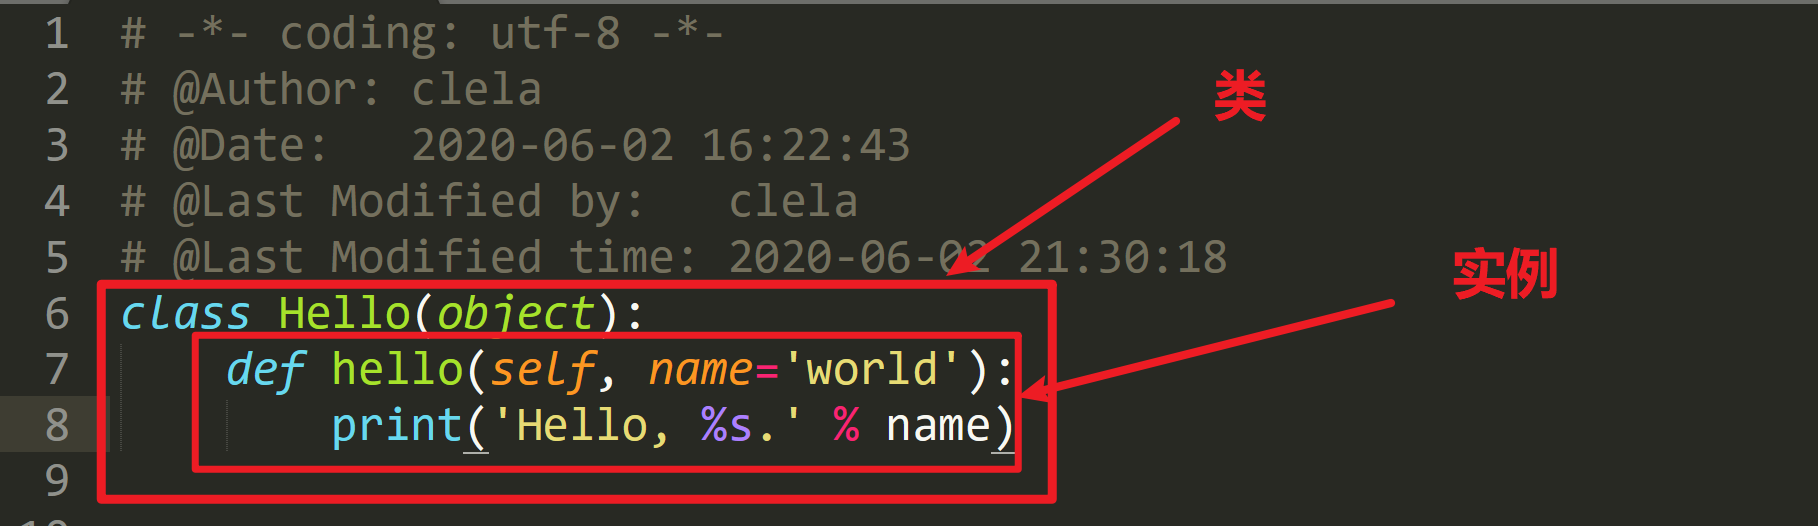 1 # -*- coding: utf-8 -*-
2 # @Author: clela
类
3 # @Date:   2020-06-02 16:22:43
4 # @Last Modified by:   clela
5 # @Last Modified time: 2020-06-02 21:30:18
实例
6 class Hello(object):
7     def hello(self, name='world'):
8         print('Hello, %s.' % name)
9